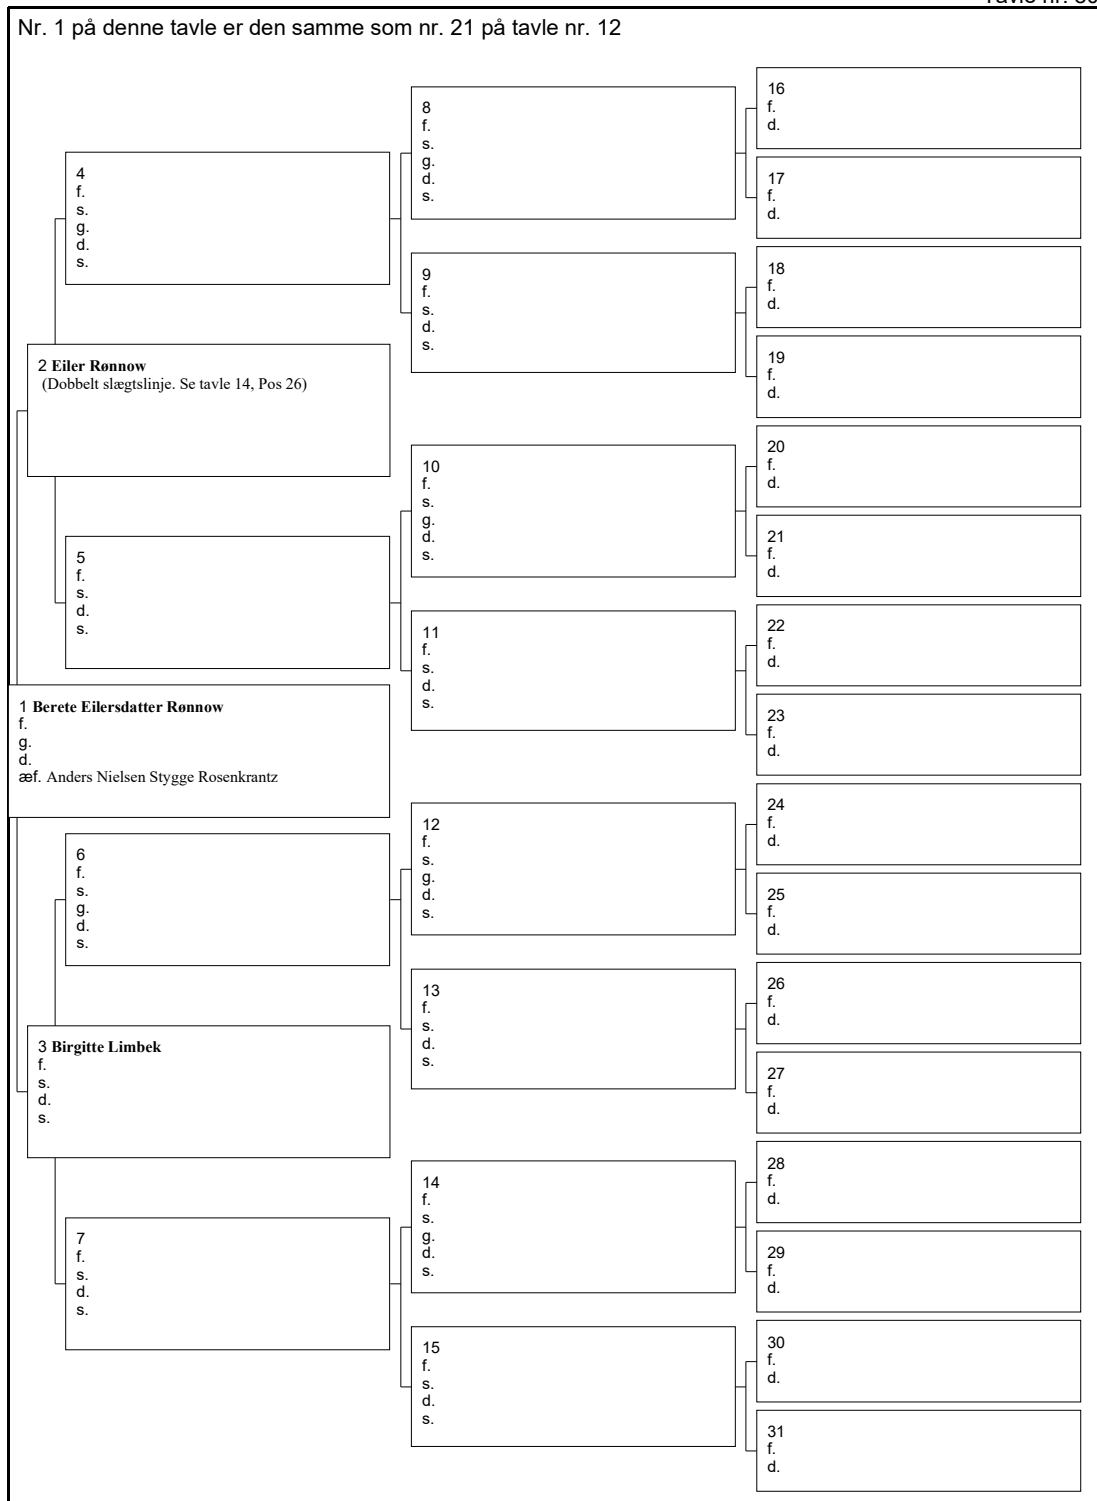 Nr. 1 på denne tavle er den samme som nr. 21 på tavle nr. 12
16
f.
d.
8
f.
s.
g.
d.
s.
17
f.
d.
4
f.
s.
g.
d.
s.
18
f.
d.
9
f.
s.
d.
s.
19
f.
d.
2 Eiler Rønnow
(Dobbelt slægtslinje. Se tavle 14, Pos 26)
20
f.
d.
10
f.
s.
g.
d.
s.
21
f.
d.
5
f.
s.
d.
s.
22
f.
d.
11
f.
s.
d.
s.
23
f.
d.
1 Berete Eilersdatter Rønnow
f.
g.
d.
æf. Anders Nielsen Stygge Rosenkrantz
24
f.
d.
12
f.
s.
g.
d.
s.
25
f.
d.
6
f.
s.
g.
d.
s.
26
f.
d.
13
f.
s.
d.
s.
27
f.
d.
3 Birgitte Limbek
f.
s.
d.
s.
28
f.
d.
14
f.
s.
g.
d.
s.
29
f.
d.
7
f.
s.
d.
s.
30
f.
d.
15
f.
s.
d.
s.
31
f.
d.